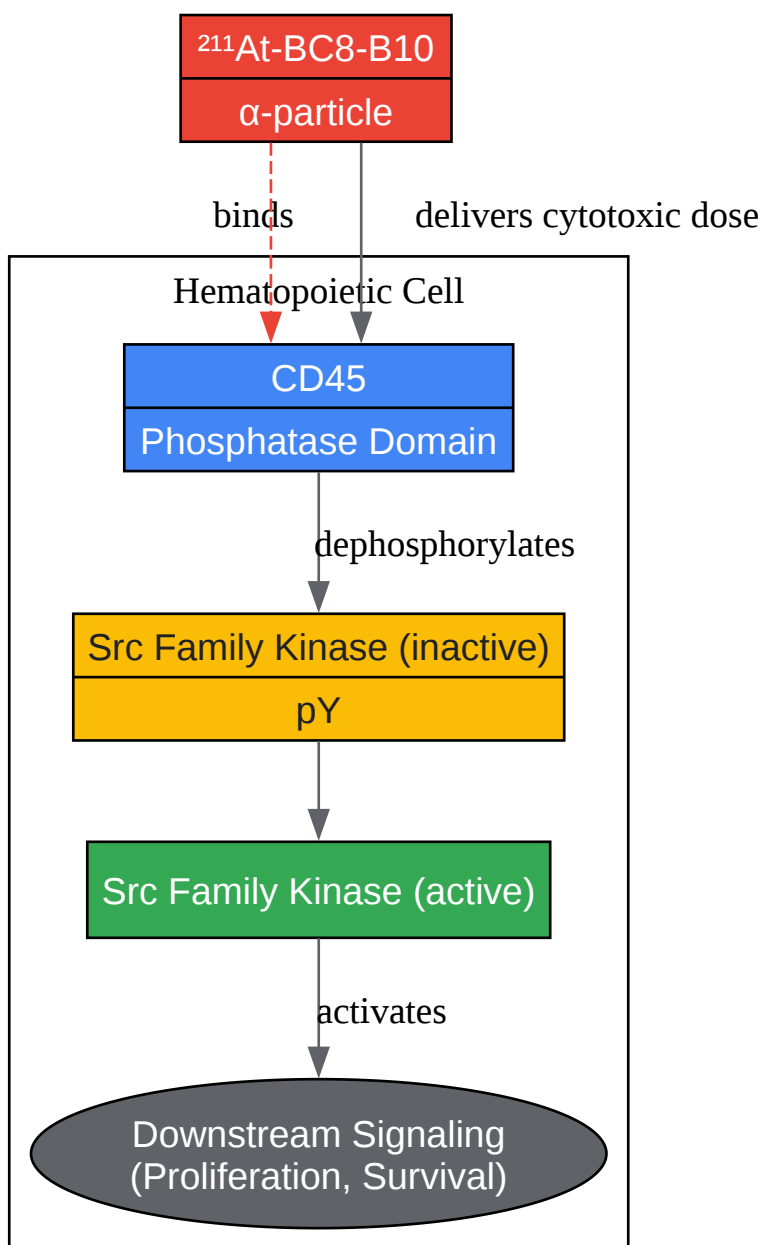 ²¹¹At-BC8-B10
α-particle
binds
delivers cytotoxic dose
Hematopoietic Cell
CD45
Phosphatase Domain
dephosphorylates
Src Family Kinase (inactive)
pY
Src Family Kinase (active)
activates
Downstream Signaling
(Proliferation, Survival)